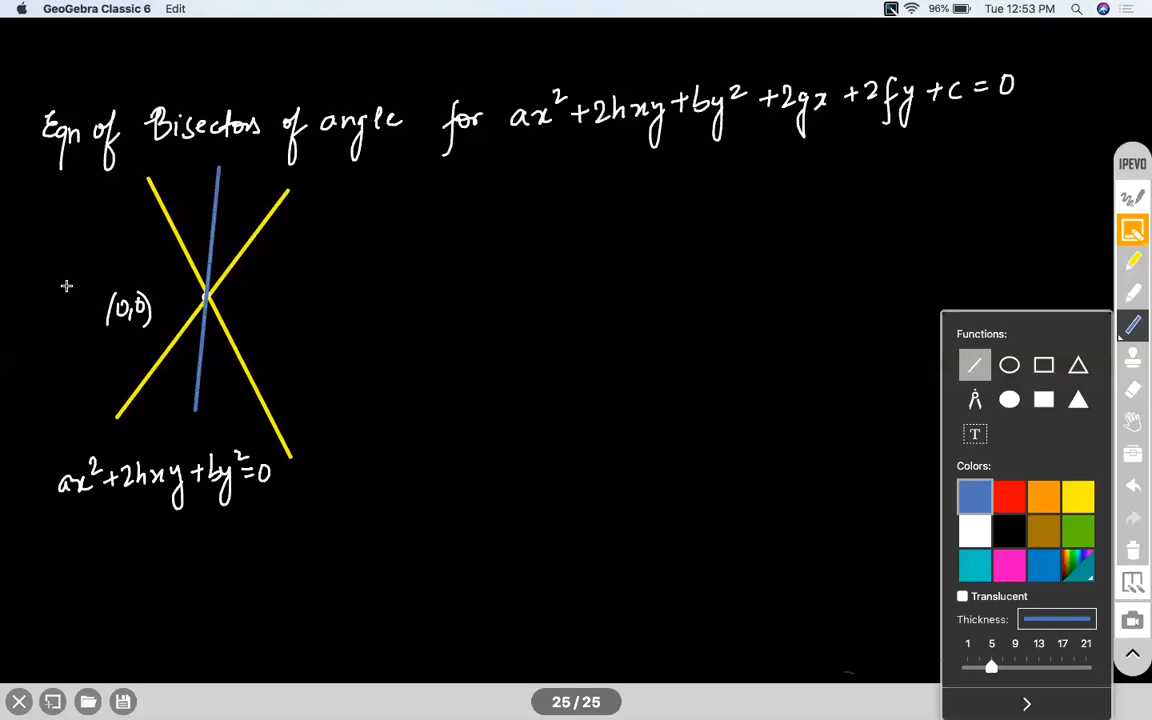 GeoGebra Classic 6 Edit 96% Tue 12:53 PM
Eqn of Bisectors of angle for ax²+2hxy+by²+2gx+2fy+c=0
IPEVO
(0,0)
ax²+2hxy+by²=0
Functions:
T
Colors:
Translucent
Thickness:
1 5 9 13 17 21
25/25